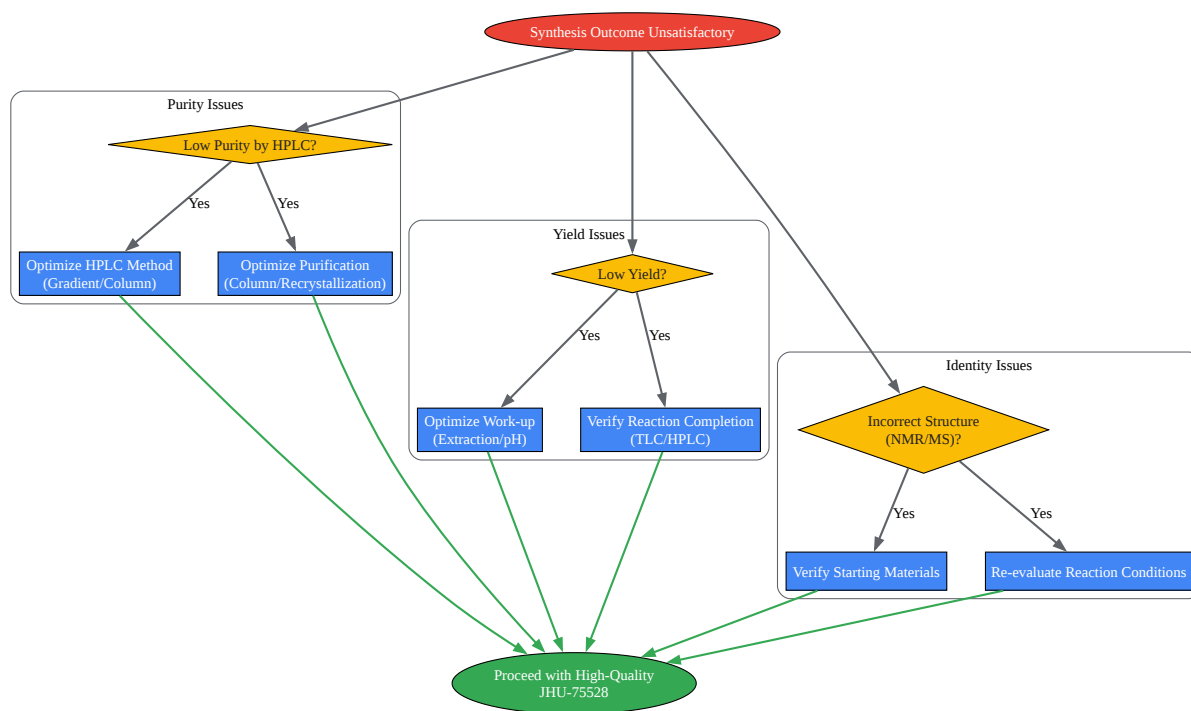 Synthesis Outcome Unsatisfactory
Purity Issues
Low Purity by HPLC?
Yes
Yes
Optimize HPLC Method
(Gradient/Column)
Optimize Purification
(Column/Recrystallization)
Yield Issues
Low Yield?
Yes
Yes
Optimize Work-up
(Extraction/pH)
Verify Reaction Completion
(TLC/HPLC)
Identity Issues
Incorrect Structure
(NMR/MS)?
Yes
Yes
Verify Starting Materials
Re-evaluate Reaction Conditions
Proceed with High-Quality
JHU-75528